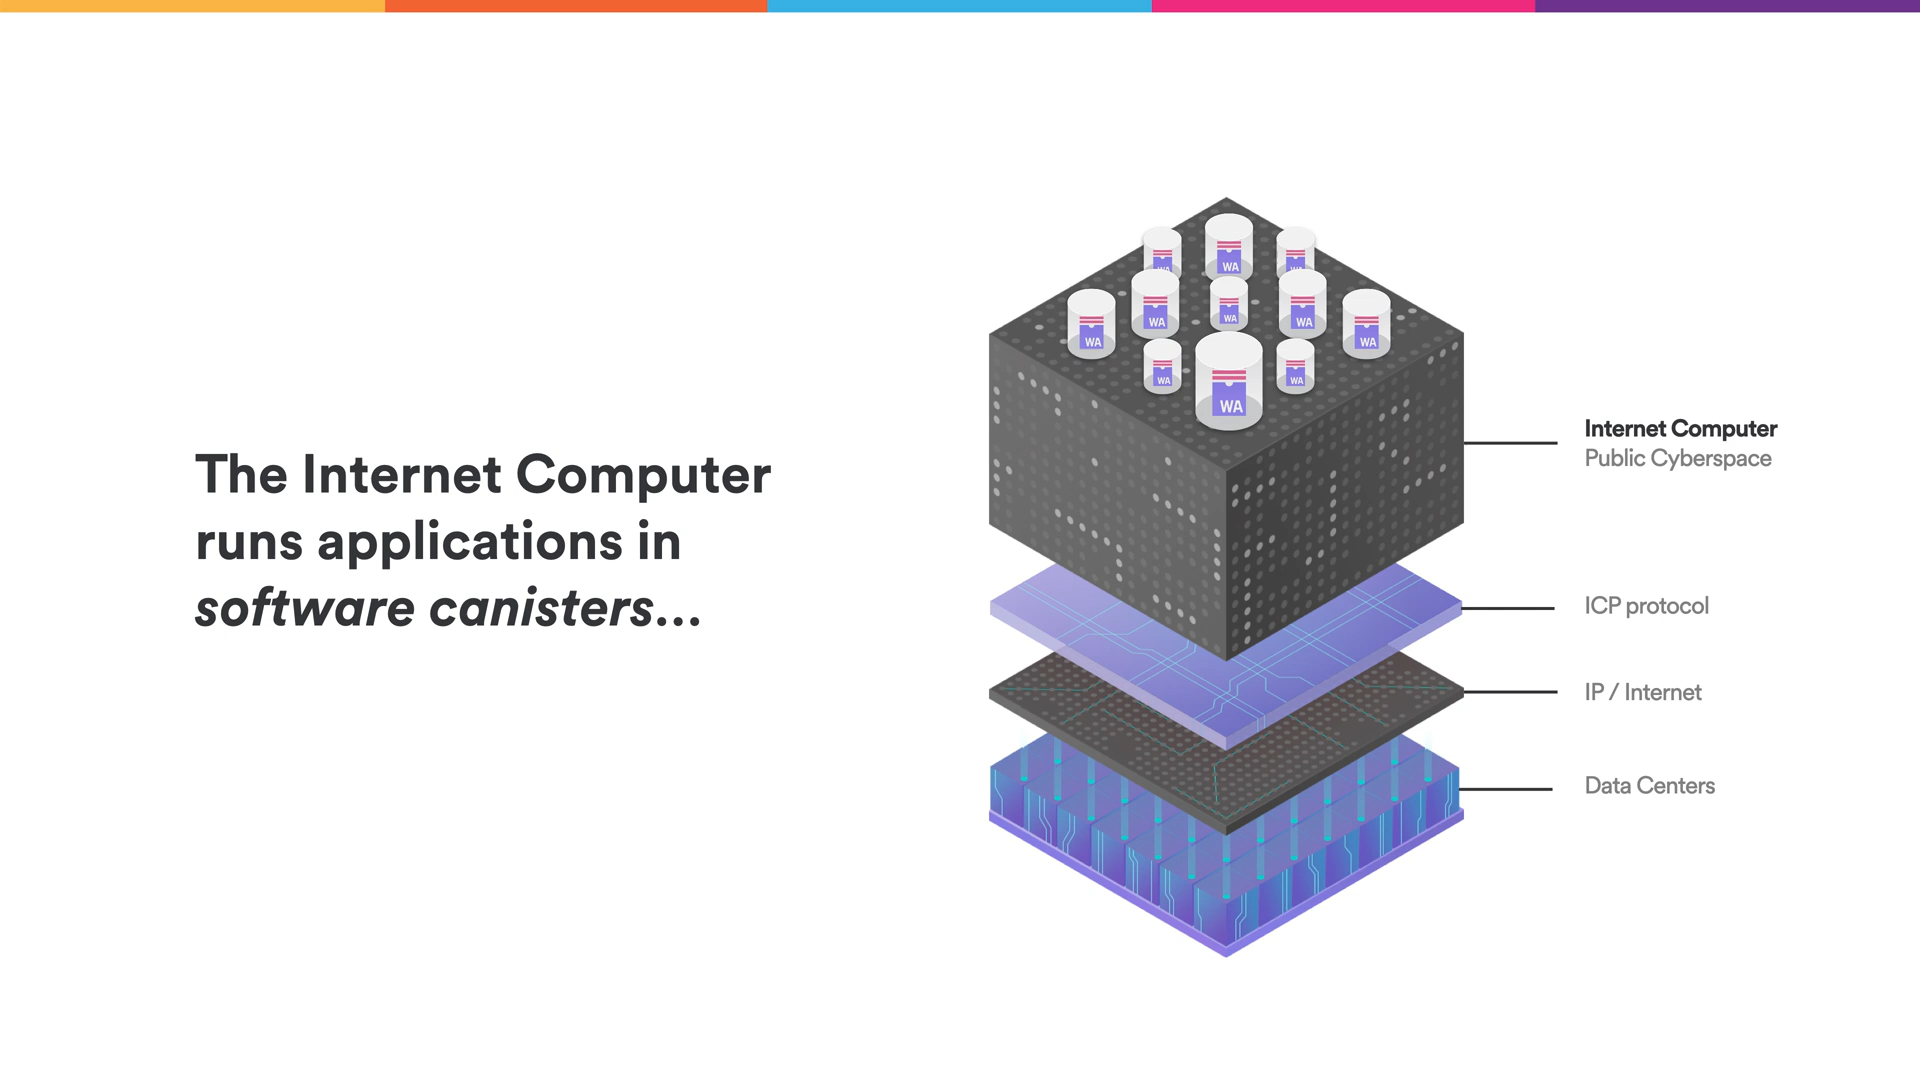 The Internet Computer
runs applications in
software canisters...
WA
WA
WA
WA
WA
WA
WA
WA
WA
WA
WA
Internet Computer
Public Cyberspace
ICP protocol
IP / Internet
Data Centers